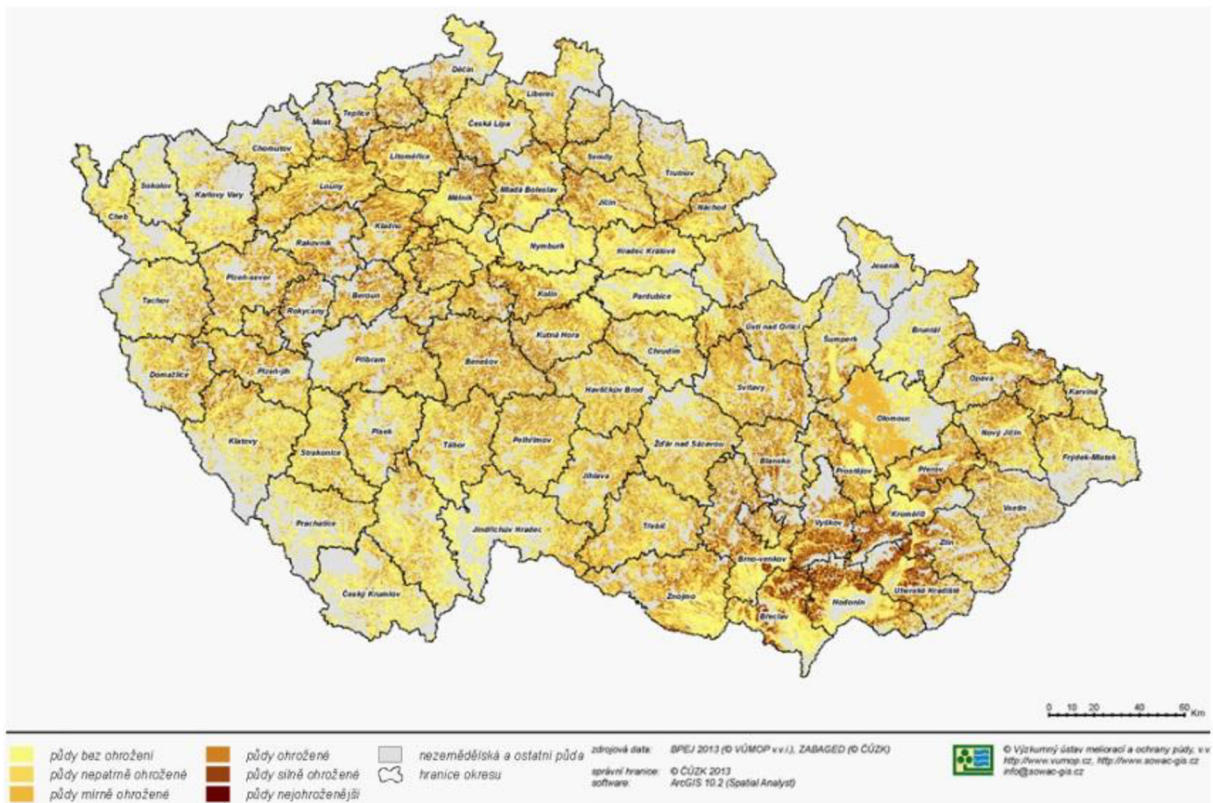 Děčín
Liberec
Teplice
Most
Česká Lípa
Chomutov
Litoměřice
Semily
Trutnov
Sokolov
Karlovy Vary
Louny
Mělník
Mladá Boleslav
Jičín
Náchod
Cheb
Kladno
Rakovník
Nymburk
Hradec Králové
Jeseník
Plzeň-sever
Tachov
Beroun
Kolín
Pardubice
Rokycany
Ústí nad Orlicí
Bruntál
Šumperk
Kutná Hora
Chrudim
Příbram
Benešov
Domažlice
Plzeň-jih
Havlíčkův Brod
Svitavy
Opava
Karviná
Olomouc
Klatovy
Písek
Tábor
Pelhřimov
Žďár nad Sázavou
Nový Jičín
Strakonice
Blansko
Prostějov
Přerov
Frýdek-Místek
Jihlava
Prachatice
Jindřichův Hradec
Třebíč
Vyškov
Kroměříž
Vsetín
Zlín
Brno-venkov
Český Krumlov
Znojmo
Uherské Hradiště
Hodonín
Břeclav
0 10 20 40 60
Km
půdy bez ohrožení
půdy nepatrně ohrožené
půdy mírně ohrožené
půdy ohrožené
půdy silně ohrožené
půdy nejohroženější
nezemědělská a ostatní půda
hranice okresu
zdrojová data: BPEJ 2013 (© VÚMOP v.v.i.), ZABAGED (© ČÚZK)
správní hranice: © ČÚZK 2013
software: ArcGIS 10.2 (Spatial Analyst)
© Výzkumný ústav meliorací a ochrany půdy, v.v
http://www.vumop.cz, http://www.sowac-gis.cz
info@sowac-gis.cz